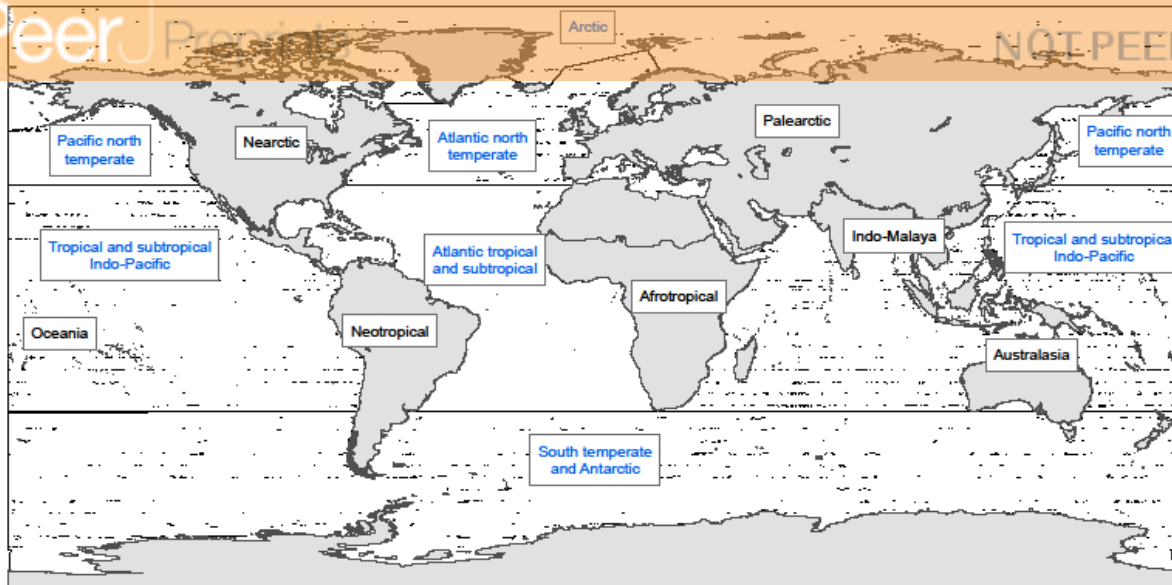 PeerJ Preprints
NOT PEE
Arctic
Pacific north
temperate
Nearctic
Atlantic north
temperate
Palearctic
Pacific north
temperate
Tropical and subtropical
Indo-Pacific
Atlantic tropical
and subtropical
Indo-Malaya
Tropical and subtropica
Indo-Pacific
Afrotropical
Oceania
Neotropical
Australasia
South temperate
and Antarctic